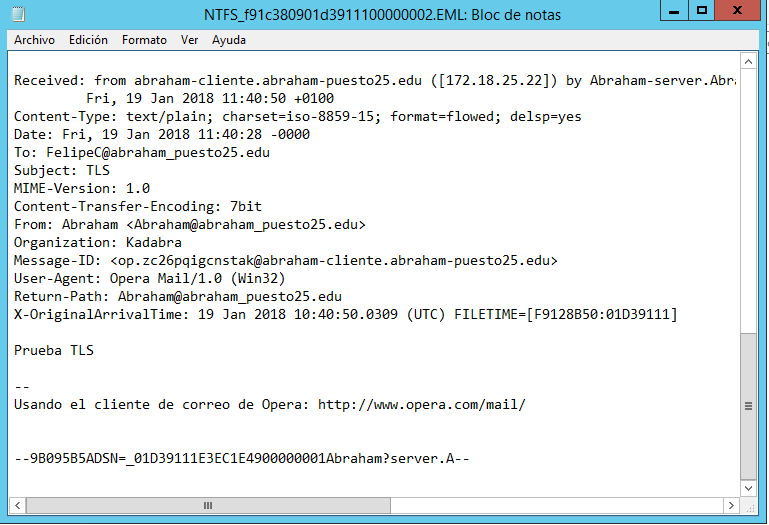 NTFS_f91c380901d3911100000002.EML: Bloc de notas
Archivo Edición Formato Ver Ayuda
Received: from abraham-cliente.abraham-puesto25.edu ([172.18.25.22]) by Abraham-server.Abra
Fri, 19 Jan 2018 11:40:50 +0100
Content-Type: text/plain; charset=iso-8859-15; format=flowed; delsp=yes
Date: Fri, 19 Jan 2018 11:40:28 -0000
To: FelipeC@abraham_puesto25.edu
Subject: TLS
MIME-Version: 1.0
Content-Transfer-Encoding: 7bit
From: Abraham <Abraham@abraham_puesto25.edu>
Organization: Kadabra
Message-ID: <op.zc26pqigcnstak@abraham-cliente.abraham-puesto25.edu>
User-Agent: Opera Mail/1.0 (Win32)
Return-Path: Abraham@abraham_puesto25.edu
X-OriginalArrivalTime: 19 Jan 2018 10:40:50.0309 (UTC) FILETIME=[F9128B50:01D39111]
Prueba TLS
--
Usando el cliente de correo de Opera: http://www.opera.com/mail/
--9B095B5ADSN=_01D39111E3EC1E4900000001Abraham?server.A--